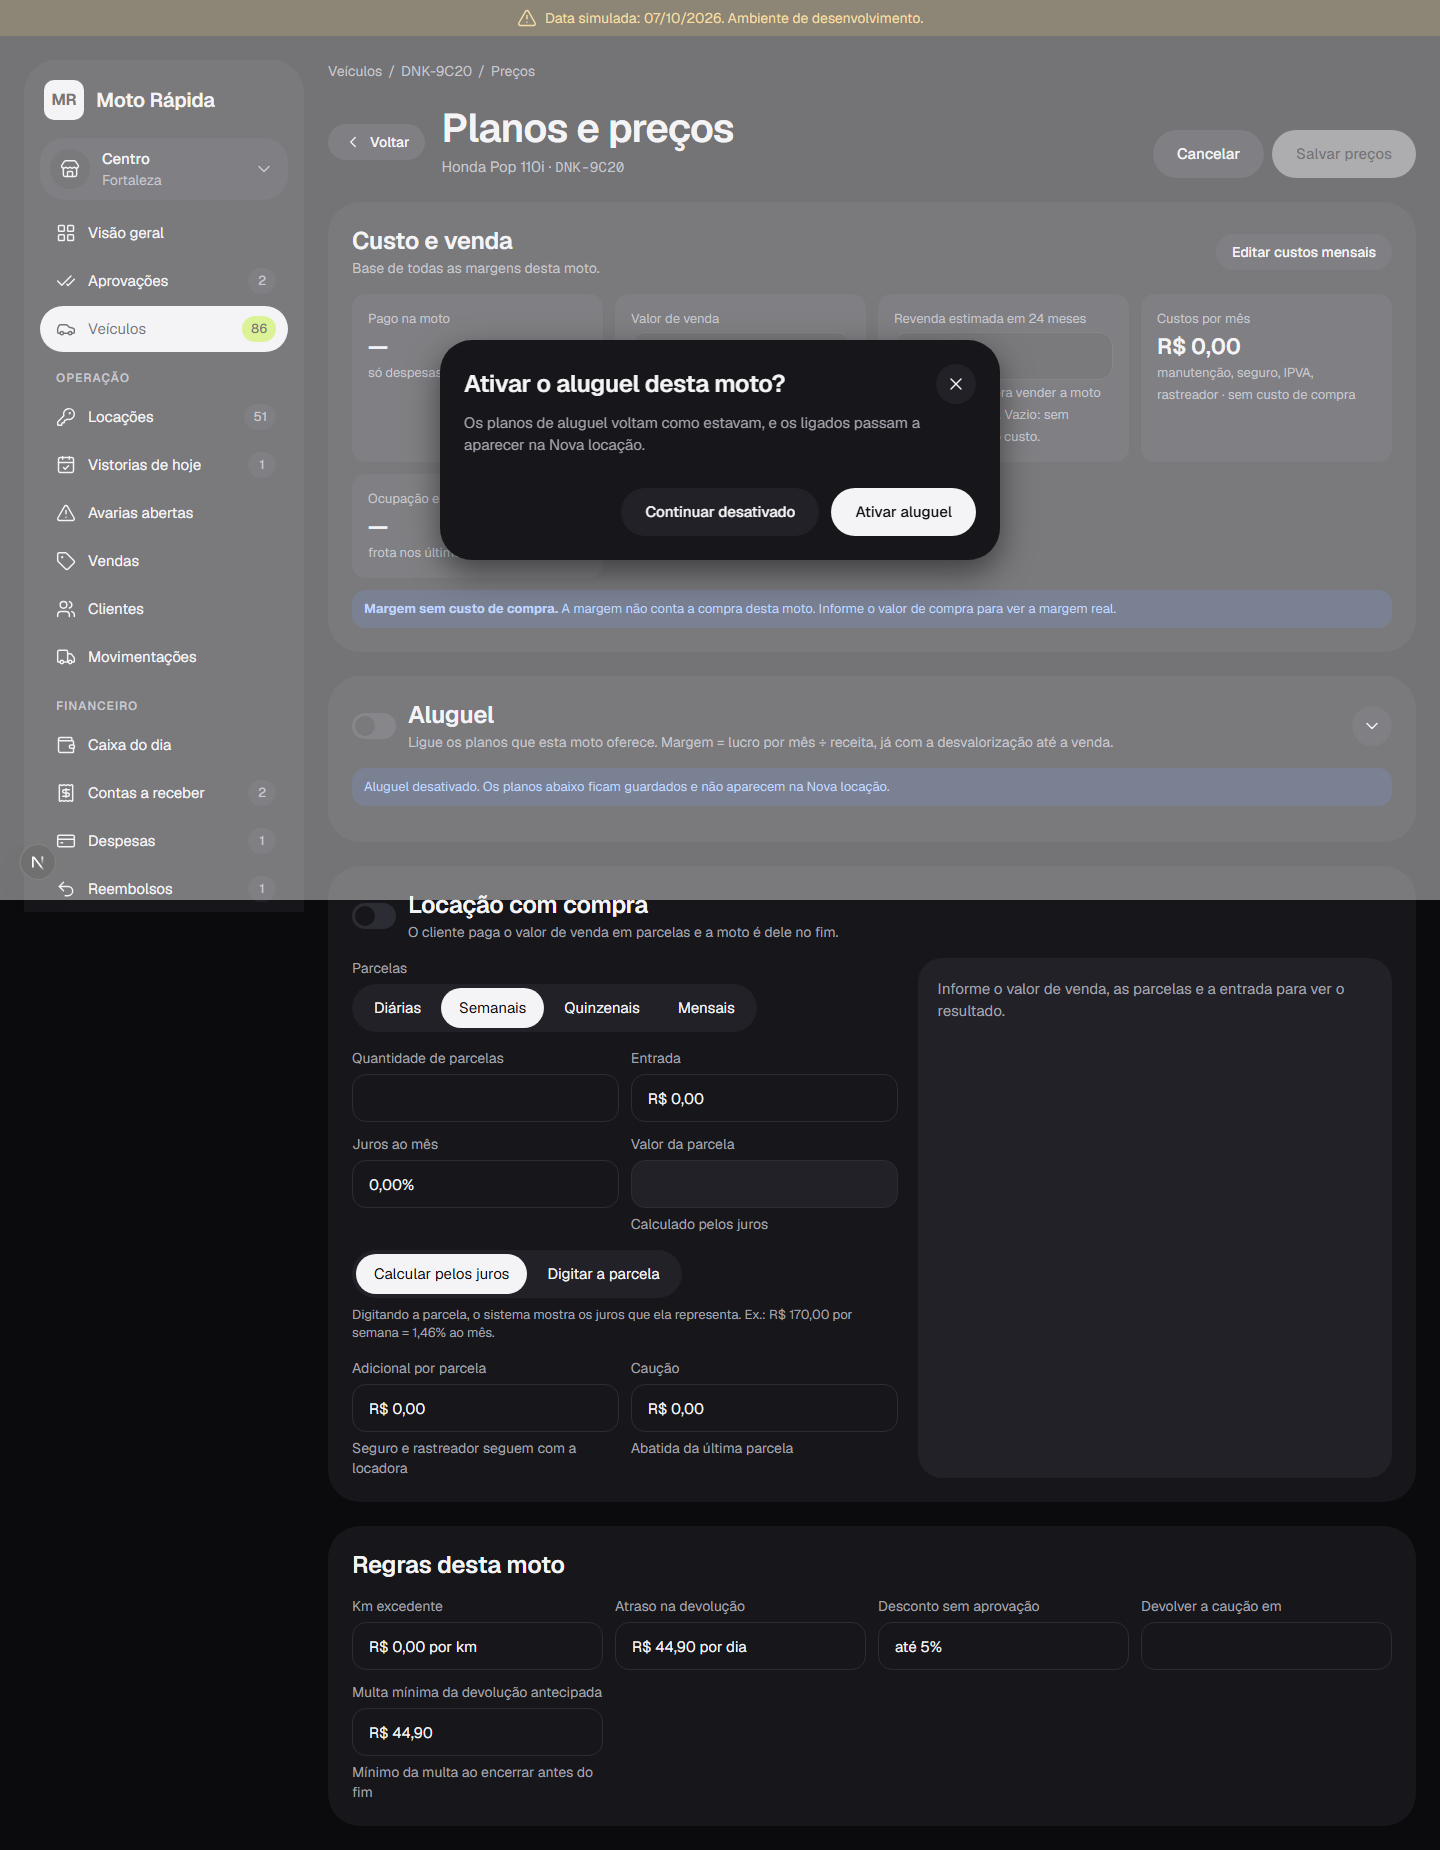 Data simulada: 07/10/2026. Ambiente de desenvolvimento.
MR Moto Rápida
Centro
Fortaleza
Visão geral
Aprovações 2
Veículos 86
OPERAÇÃO
Locações 51
Vistorias de hoje 1
Avarias abertas
Vendas
Clientes
Movimentações
FINANCEIRO
Caixa do dia
Contas a receber 2
Despesas 1
Reembolsos 1
N
Veículos / DNK-9C20 / Preços
Voltar
Planos e preços
Honda Pop 110i · DNK-9C20
Cancelar
Salvar preços
Custo e venda
Base de todas as margens desta moto.
Editar custos mensais
Pago na moto
—
só despesas
Valor de venda
Revenda estimada em 24 meses
ra vender a moto
. Vazio: sem
custo.
Custos por mês
R$ 0,00
manutenção, seguro, IPVA,
rastreador · sem custo de compra
Ocupação e
—
frota nos últim
Margem sem custo de compra. A margem não conta a compra desta moto. Informe o valor de compra para ver a margem real.
Ativar o aluguel desta moto?
Os planos de aluguel voltam como estavam, e os ligados passam a
aparecer na Nova locação.
Continuar desativado
Ativar aluguel
Aluguel
Ligue os planos que esta moto oferece. Margem = lucro por mês ÷ receita, já com a desvalorização até a venda.
Aluguel desativado. Os planos abaixo ficam guardados e não aparecem na Nova locação.
Locação com compra
O cliente paga o valor de venda em parcelas e a moto é dele no fim.
Parcelas
Diárias Semanais Quinzenais Mensais
Quantidade de parcelas
Entrada
R$ 0,00
Juros ao mês
0,00%
Valor da parcela
Calculado pelos juros
Calcular pelos juros Digitar a parcela
Digitando a parcela, o sistema mostra os juros que ela representa. Ex.: R$ 170,00 por
semana = 1,46% ao mês.
Adicional por parcela
R$ 0,00
Seguro e rastreador seguem com a
locadora
Caução
R$ 0,00
Abatida da última parcela
Informe o valor de venda, as parcelas e a entrada para ver o
resultado.
Regras desta moto
Km excedente
R$ 0,00 por km
Atraso na devolução
R$ 44,90 por dia
Desconto sem aprovação
até 5%
Devolver a caução em
Multa mínima da devolução antecipada
R$ 44,90
Mínimo da multa ao encerrar antes do
fim